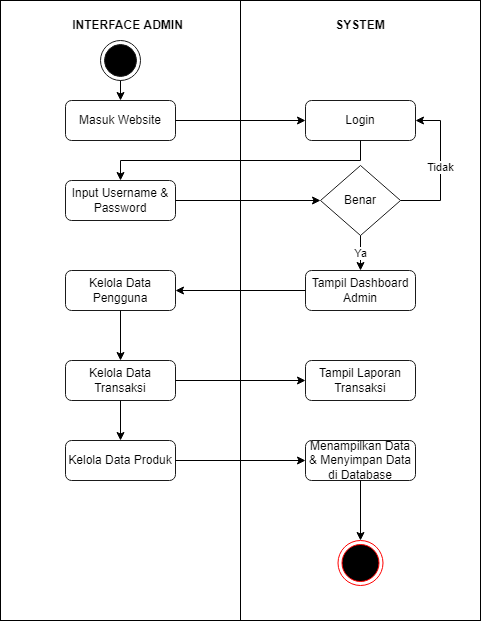 INTERFACE ADMIN
SYSTEM
Masuk Website
Login
Tidak
Input Username &
Password
Benar
Ya
Kelola Data
Pengguna
Tampil Dashboard
Admin
Kelola Data
Transaksi
Tampil Laporan
Transaksi
Kelola Data Produk
Menampilkan Data
& Menyimpan Data
di Database